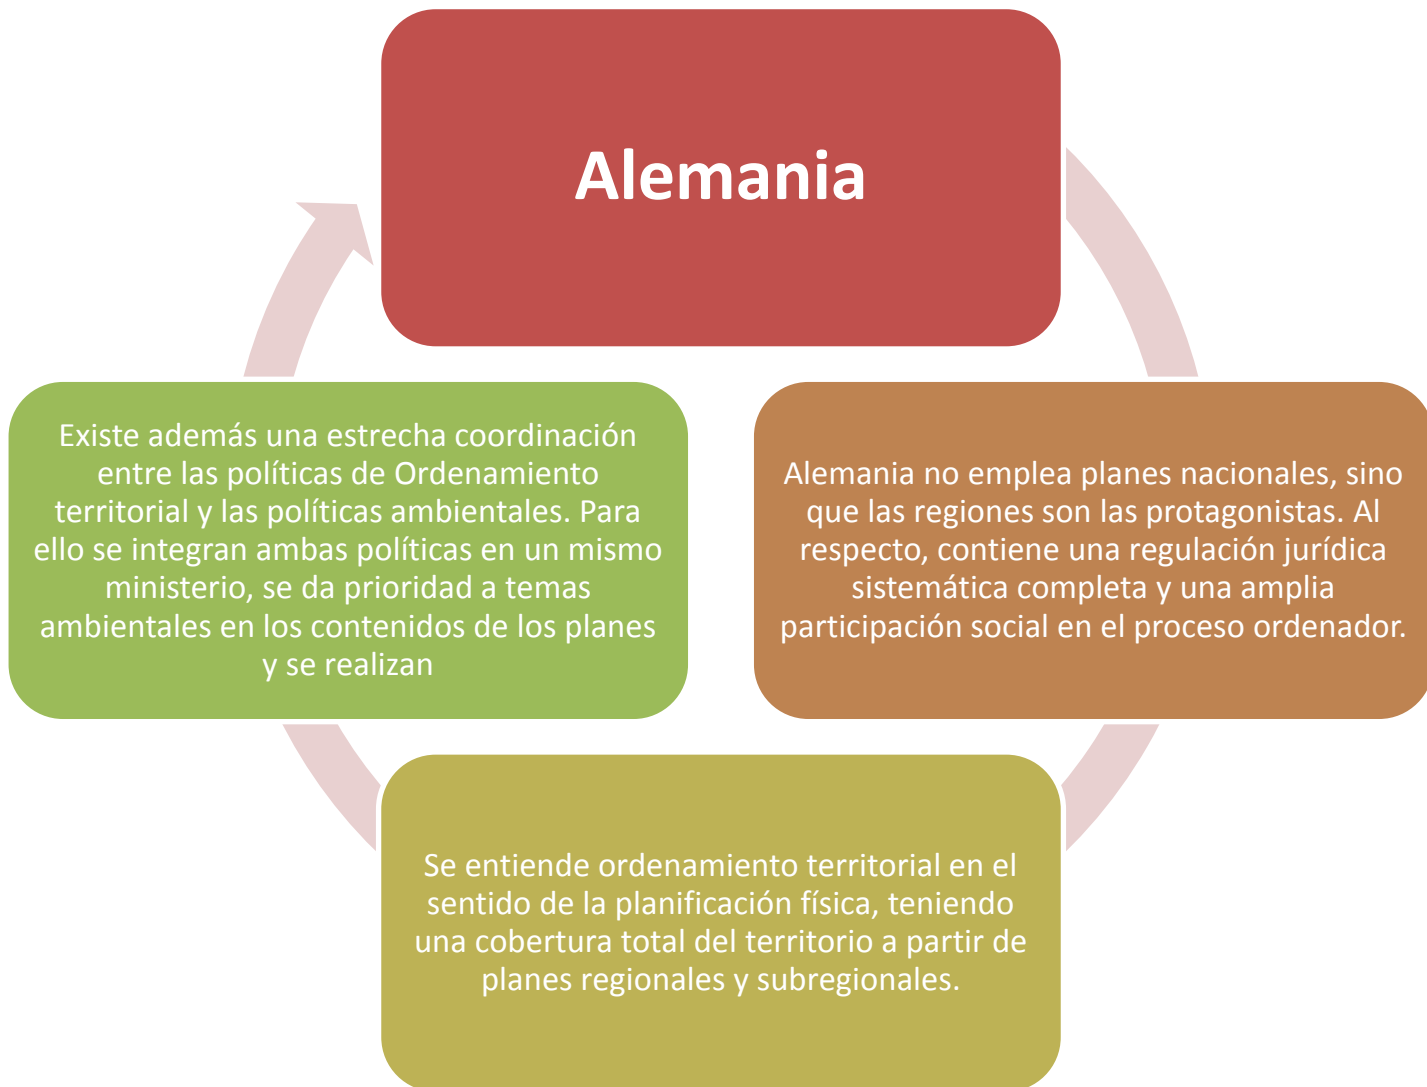 Alemania
Alemania no emplea planes nacionales, sino
que las regiones son las protagonistas. Al
respecto, contiene una regulación jurídica
sistemática completa y una amplia
participación social en el proceso ordenador.
Se entiende ordenamiento territorial en el
sentido de la planificación física, teniendo
una cobertura total del territorio a partir de
planes regionales y subregionales.
Existe además una estrecha coordinación
entre las políticas de Ordenamiento
territorial y las políticas ambientales. Para
ello se integran ambas políticas en un mismo
ministerio, se da prioridad a temas
ambientales en los contenidos de los planes
y se realizan